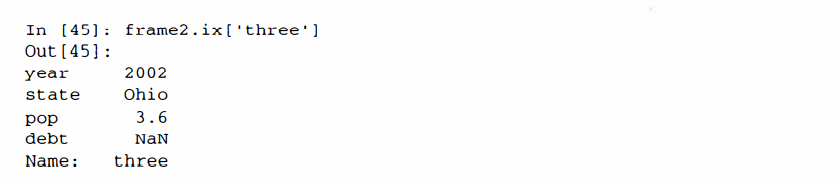 In [45]: frame2.ix['three']
Out[45]:
year     2002
state    Ohio
pop       3.6
debt      NaN
Name:   three